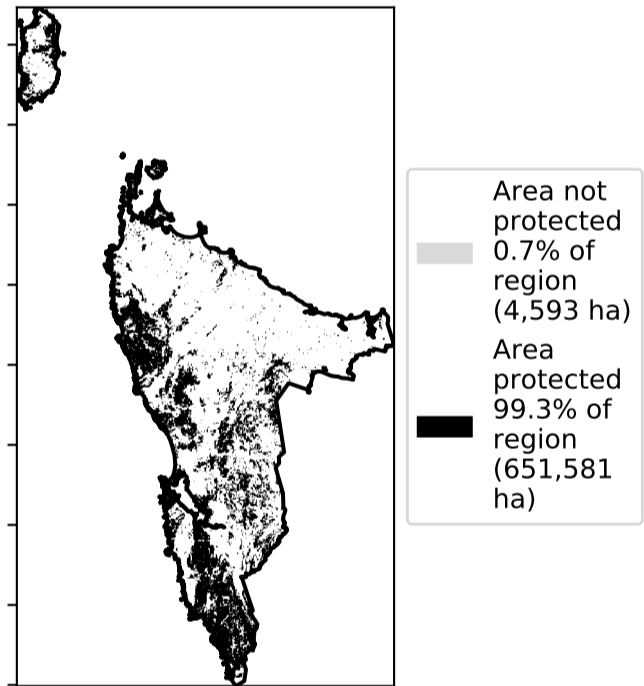 Area not
protected
0.7% of
region
(4,593 ha)
Area
protected
99.3% of
region
(651,581
ha)